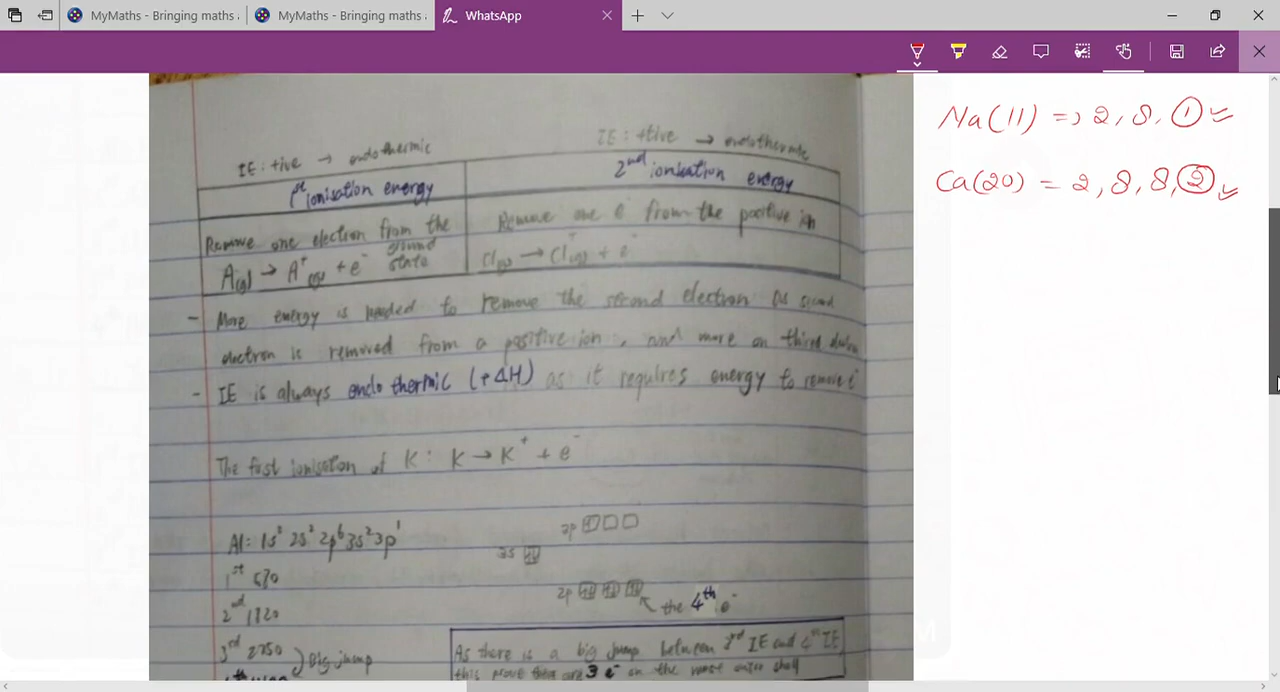 MyMaths - Bringing maths
MyMaths - Bringing maths
WhatsApp
Na(11) =, 2, 8, 1
Ca(20) = 2, 8, 8, 2
IE: +tive → endothermic
IE: +tive → endothermic
1st ionisation energy
2nd ionisation energy
Remove one electron from the ground state
A(g) → A+(g) + e-
Remove one e- from the positive ion
Cl(g) → Cl+(g) + e-
- More energy is needed to remove the second electron as second
electron is removed from a positive ion, and more on third
- IE is always endothermic (+ΔH) as it requires energy to remove e-
The first ionisation of K: K → K+ + e-
Al: 1s² 2s² 2p⁶ 3s² 3p¹
3p
3s
2p
the 4th e-
1st
2nd 1820
3rd 2750
Big jump
As there is a big jump between 3rd IE and 4th IE
this prove there are 3 e- on the most outer shell